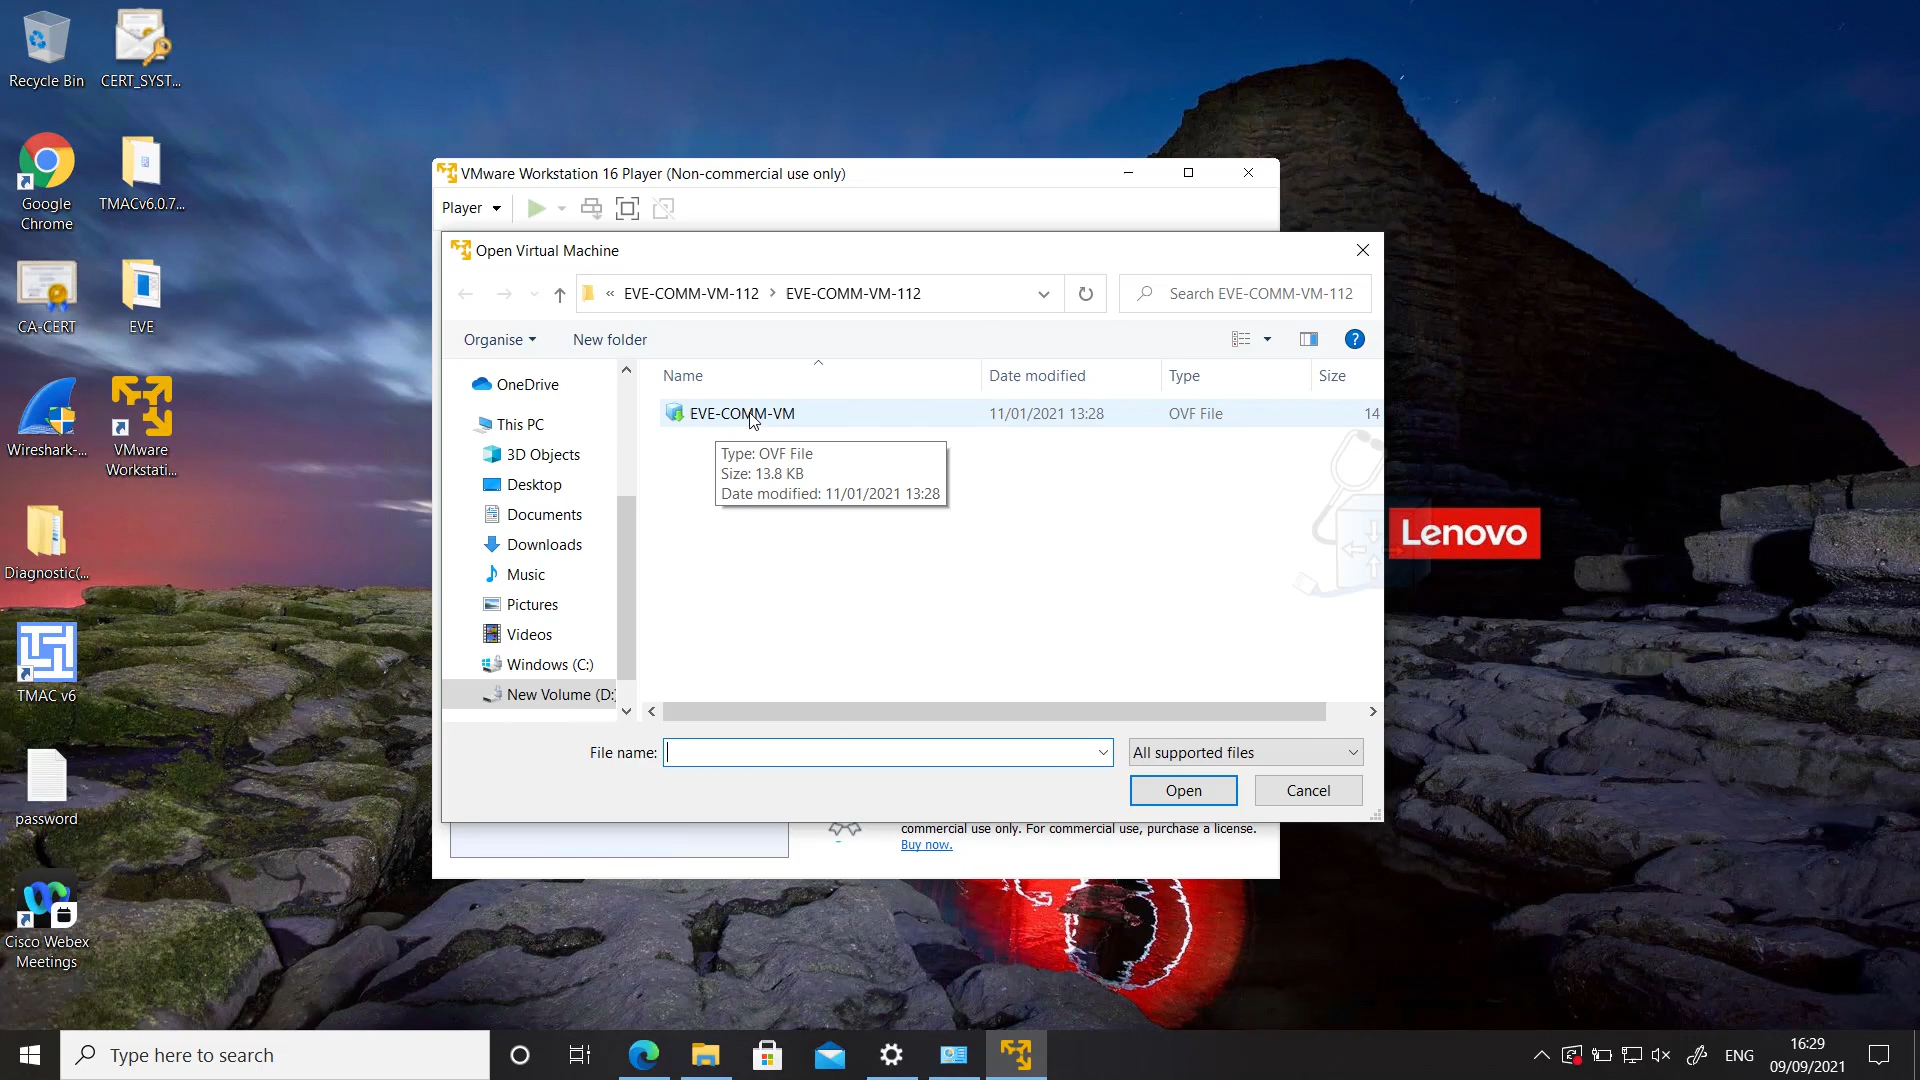 Recycle Bin
CERT_SYST...
Google
Chrome
TMACv6.0.7...
CA-CERT
EVE
Wireshark-...
VMware
Workstati...
Diagnostic(...
TMAC v6
password
Cisco Webex
Meetings
VMware Workstation 16 Player (Non-commercial use only)
Player
Open Virtual Machine
« EVE-COMM-VM-112 > EVE-COMM-VM-112
Search EVE-COMM-VM-112
Organise
New folder
?
OneDrive
This PC
3D Objects
Desktop
Documents
Downloads
Music
Pictures
Videos
Windows (C:)
New Volume (D:)
Name
Date modified
Type
Size
EVE-COMM-VM
11/01/2021 13:28
OVF File
14
Type: OVF File
Size: 13.8 KB
Date modified: 11/01/2021 13:28
File name:
All supported files
Open
Cancel
commercial use only. For commercial use, purchase a license.
Buy now.
Lenovo
Type here to search
ENG
16:29
09/09/2021